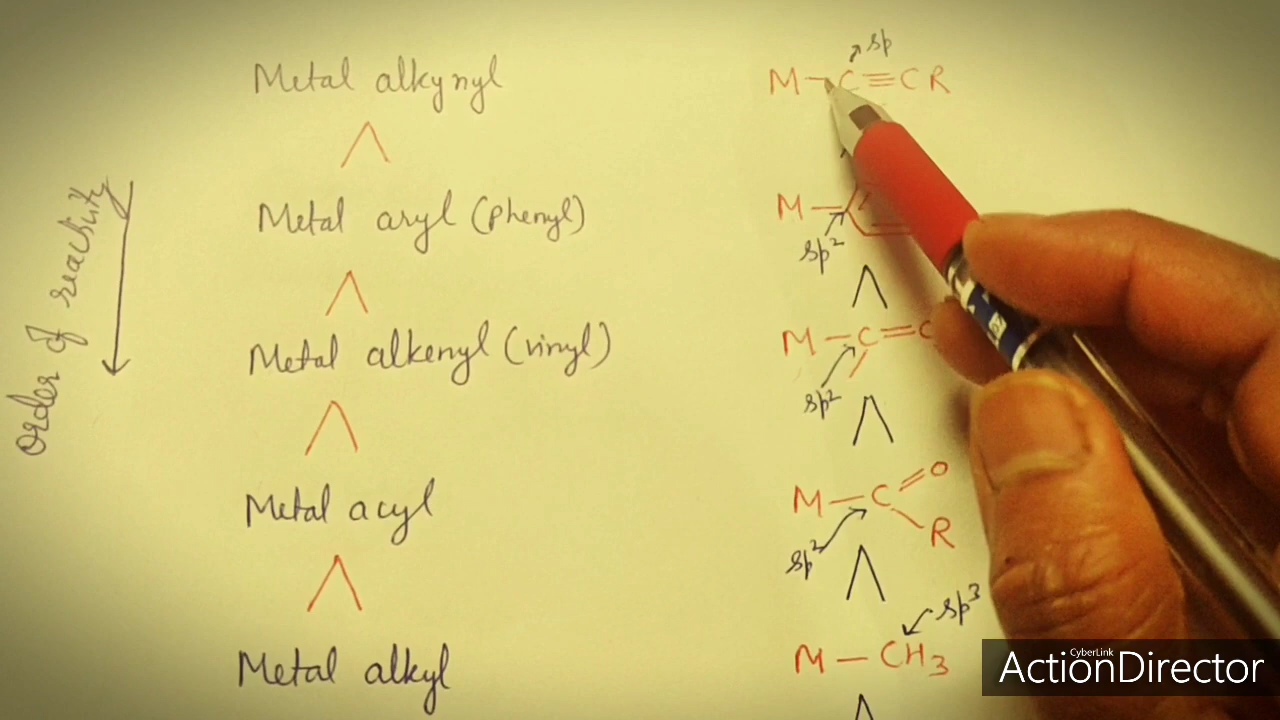 Metal alkynyl
Metal aryl (phenyl)
Metal alkenyl (vinyl)
Metal acyl
Metal alkyl
Order of reactivity
sp
M - C ≡ C R
M -
sp²
M - C = C
sp²
M - C = O
R
sp²
sp³
M - CH3
CyberLink
ActionDirector